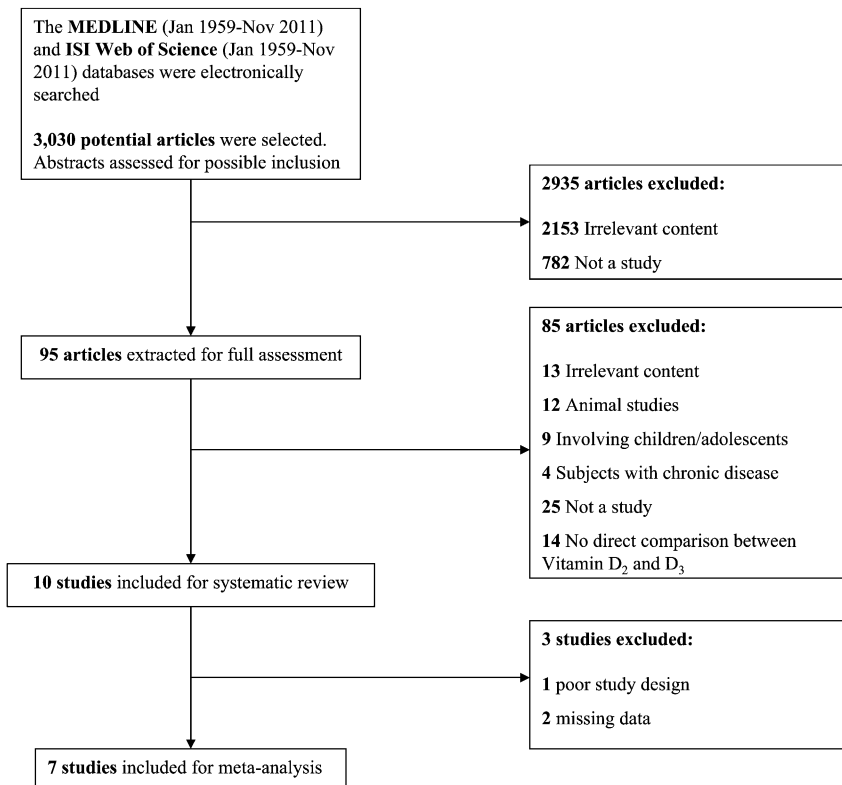 The MEDLINE (Jan 1959-Nov 2011)
and ISI Web of Science (Jan 1959-Nov
2011) databases were electronically
searched
3,030 potential articles were selected.
Abstracts assessed for possible inclusion
2935 articles excluded:
2153 Irrelevant content
782 Not a study
95 articles extracted for full assessment
85 articles excluded:
13 Irrelevant content
12 Animal studies
9 Involving children/adolescents
4 Subjects with chronic disease
25 Not a study
14 No direct comparison between
Vitamin D₂ and D₃
10 studies included for systematic review
3 studies excluded:
1 poor study design
2 missing data
7 studies included for meta-analysis